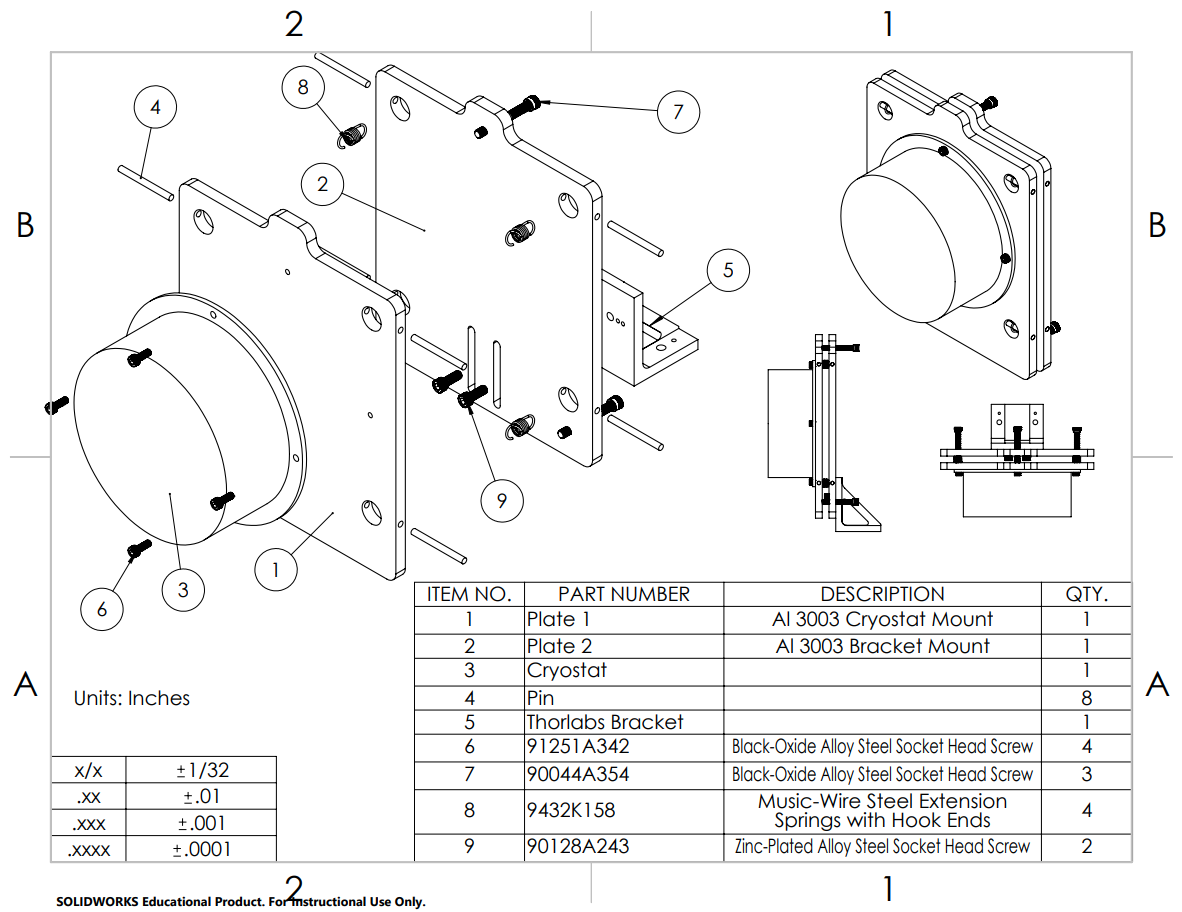 2 1
B B
8
4
7
2
5
9
1
3
6
ITEM NO. PART NUMBER DESCRIPTION QTY.
1 Plate 1 Al 3003 Cryostat Mount 1
2 Plate 2 Al 3003 Bracket Mount 1
3 Cryostat 1
4 Pin 8
5 Thorlabs Bracket 1
6 91251A342 Black-Oxide Alloy Steel Socket Head Screw 4
7 90044A354 Black-Oxide Alloy Steel Socket Head Screw 3
8 9432K158 Music-Wire Steel Extension
Springs with Hook Ends 4
9 90128A243 Zinc-Plated Alloy Steel Socket Head Screw 2
A A
Units: Inches
x/x ±1/32
.xx ±.01
.xxx ±.001
.xxxx ±.0001
2 1
SOLIDWORKS Educational Product. For Instructional Use Only.